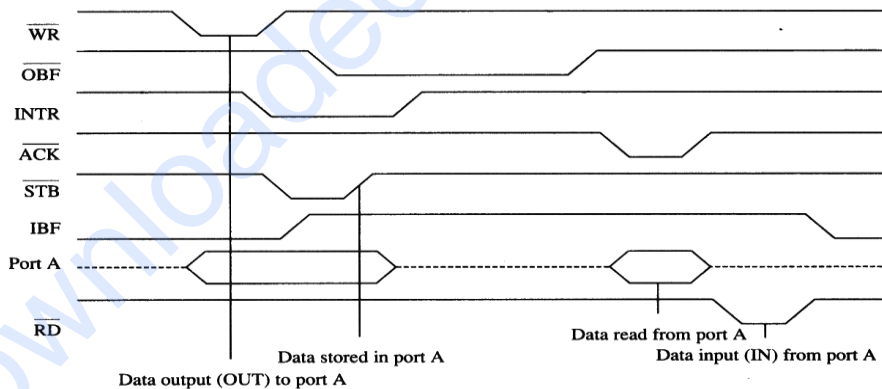 WR
OBF
INTR
ACK
STB
IBF
Port A
RD
Data read from port A
Data stored in port A
Data input (IN) from port A
Data output (OUT) to port A
ownloaded